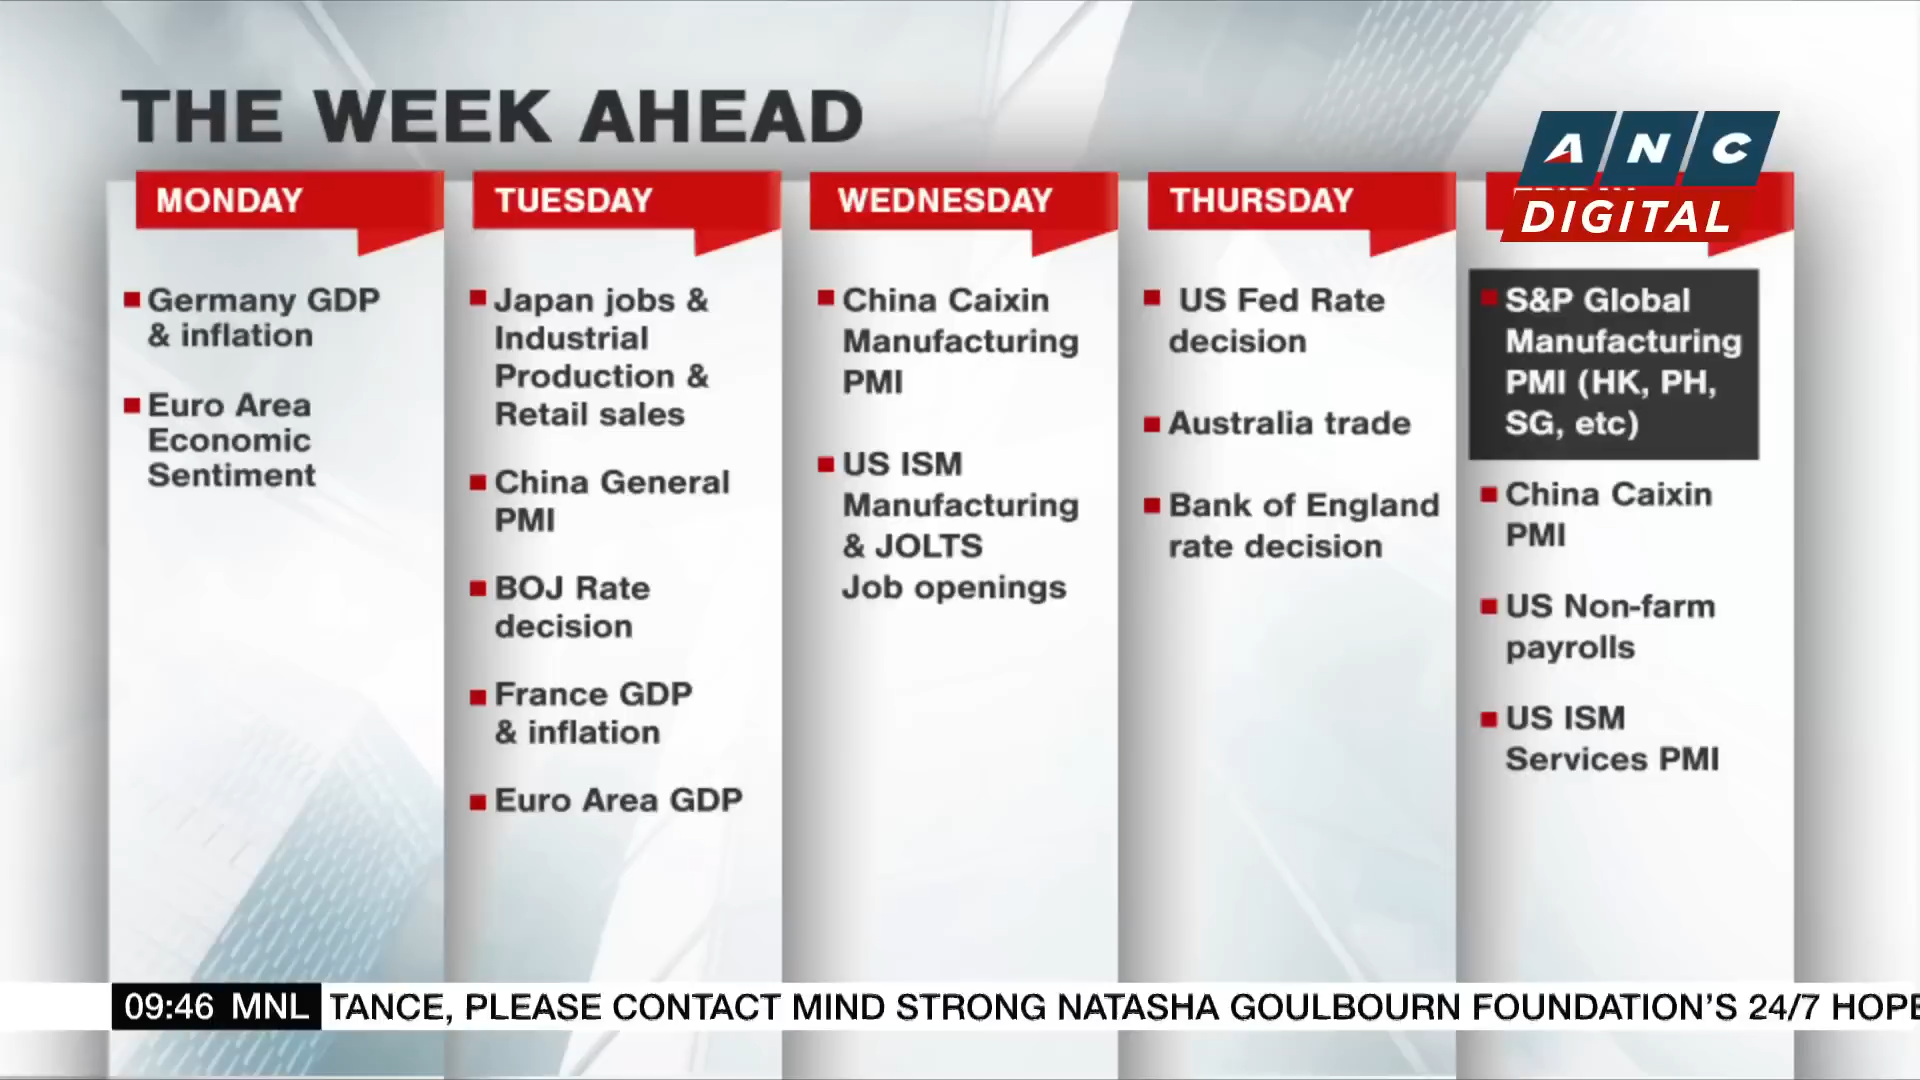 THE WEEK AHEAD
ANC
DIGITAL
MONDAY
Germany GDP
& inflation
Euro Area
Economic
Sentiment
TUESDAY
Japan jobs &
Industrial
Production &
Retail sales
China General
PMI
BOJ Rate
decision
France GDP
& inflation
Euro Area GDP
WEDNESDAY
China Caixin
Manufacturing
PMI
US ISM
Manufacturing
& JOLTS
Job openings
THURSDAY
US Fed Rate
decision
Australia trade
Bank of England
rate decision
S&P Global
Manufacturing
PMI (HK, PH,
SG, etc)
China Caixin
PMI
US Non-farm
payrolls
US ISM
Services PMI
09:46 MNL TANCE, PLEASE CONTACT MIND STRONG NATASHA GOULBOURN FOUNDATION'S 24/7 HOPE